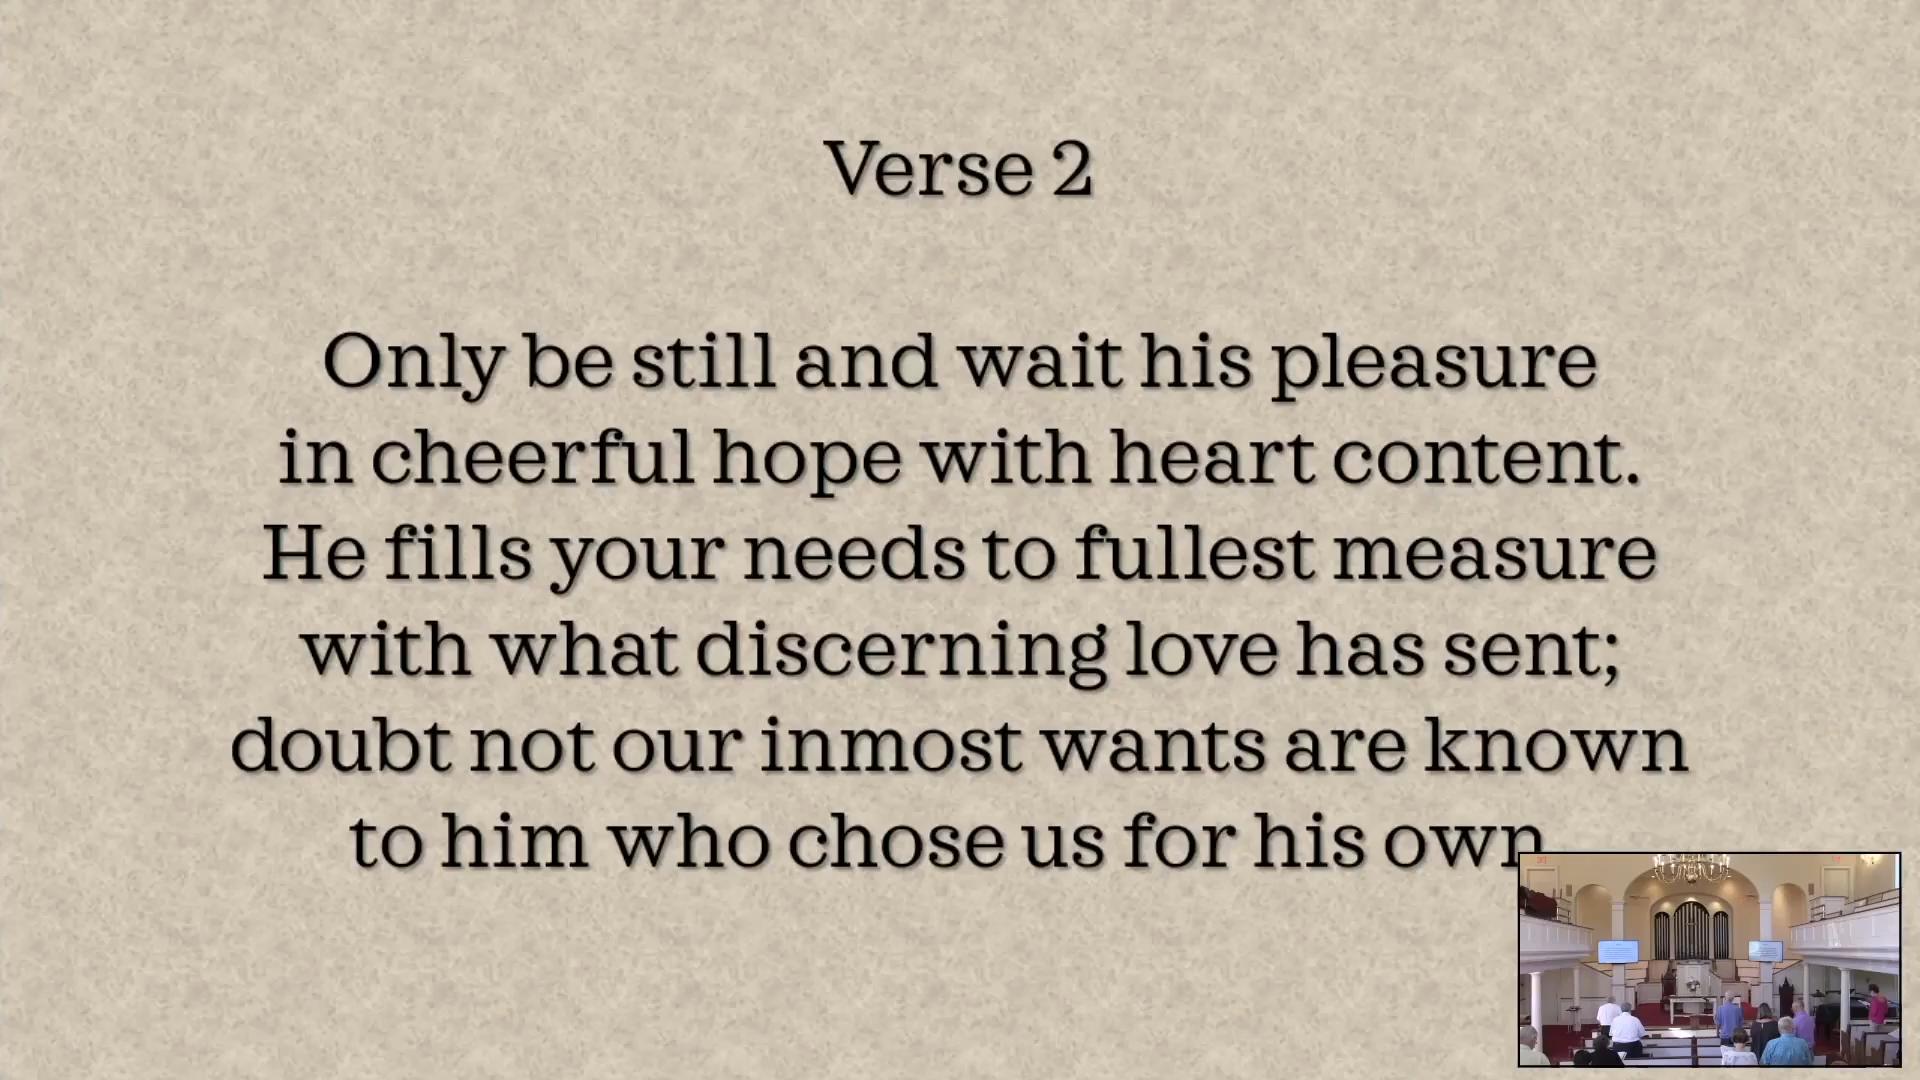 Verse 2
Only be still and wait his pleasure
in cheerful hope with heart content.
He fills your needs to fullest measure
with what discerning love has sent;
doubt not our inmost wants are known
to him who chose us for his own